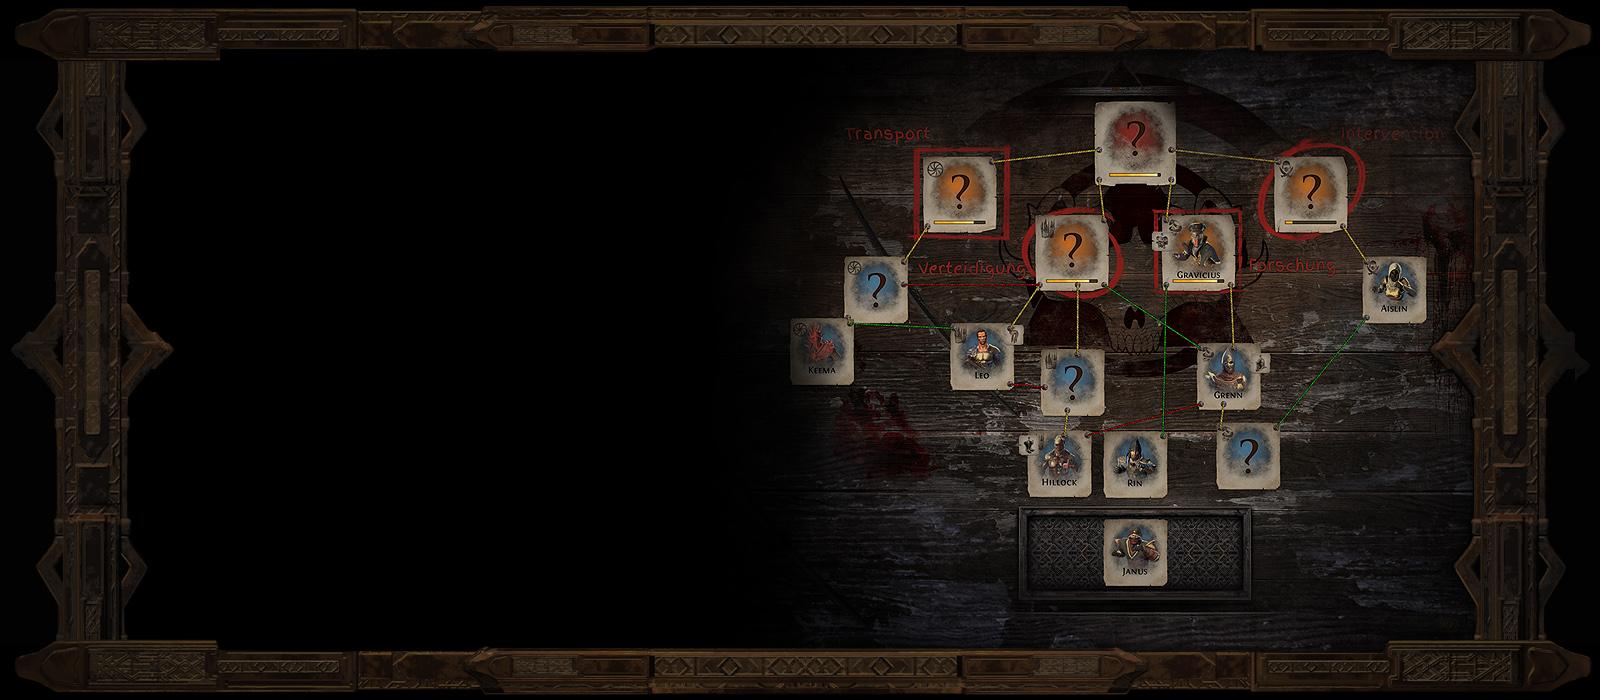 Transport
Intervention
Verteidigung
Gravicius
Forschung
Aislin
Keema
Leo
Grenn
Hillock
Rin
Janus